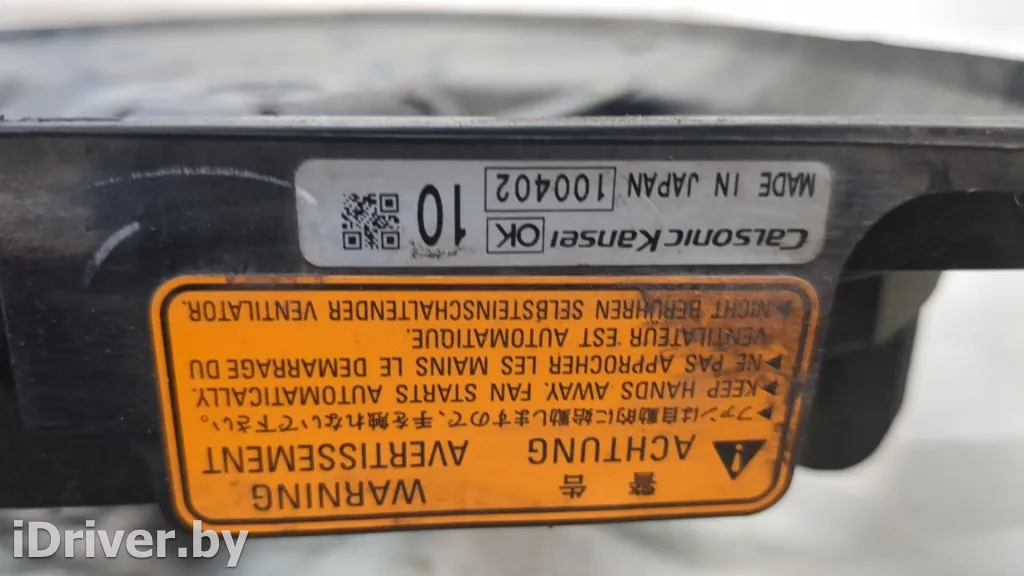 CALSONIC KANSEI OK 10
MADE IN JAPAN 100402
警告 WARNING
ACHTUNG AVERTISSEMENT
▶ファンは自動的に始動しますので、手を触れないで下さい。
▶KEEP HANDS AWAY. FAN STARTS AUTOMATICALLY.
▶NE PAS APPROCHER LES MAINS LE DEMARRAGE DU
VENTILATEUR EST AUTOMATIQUE.
▶NICHT BERÜHREN SELBSTEINSCHALTENDER VENTILATOR.
iDriver.by